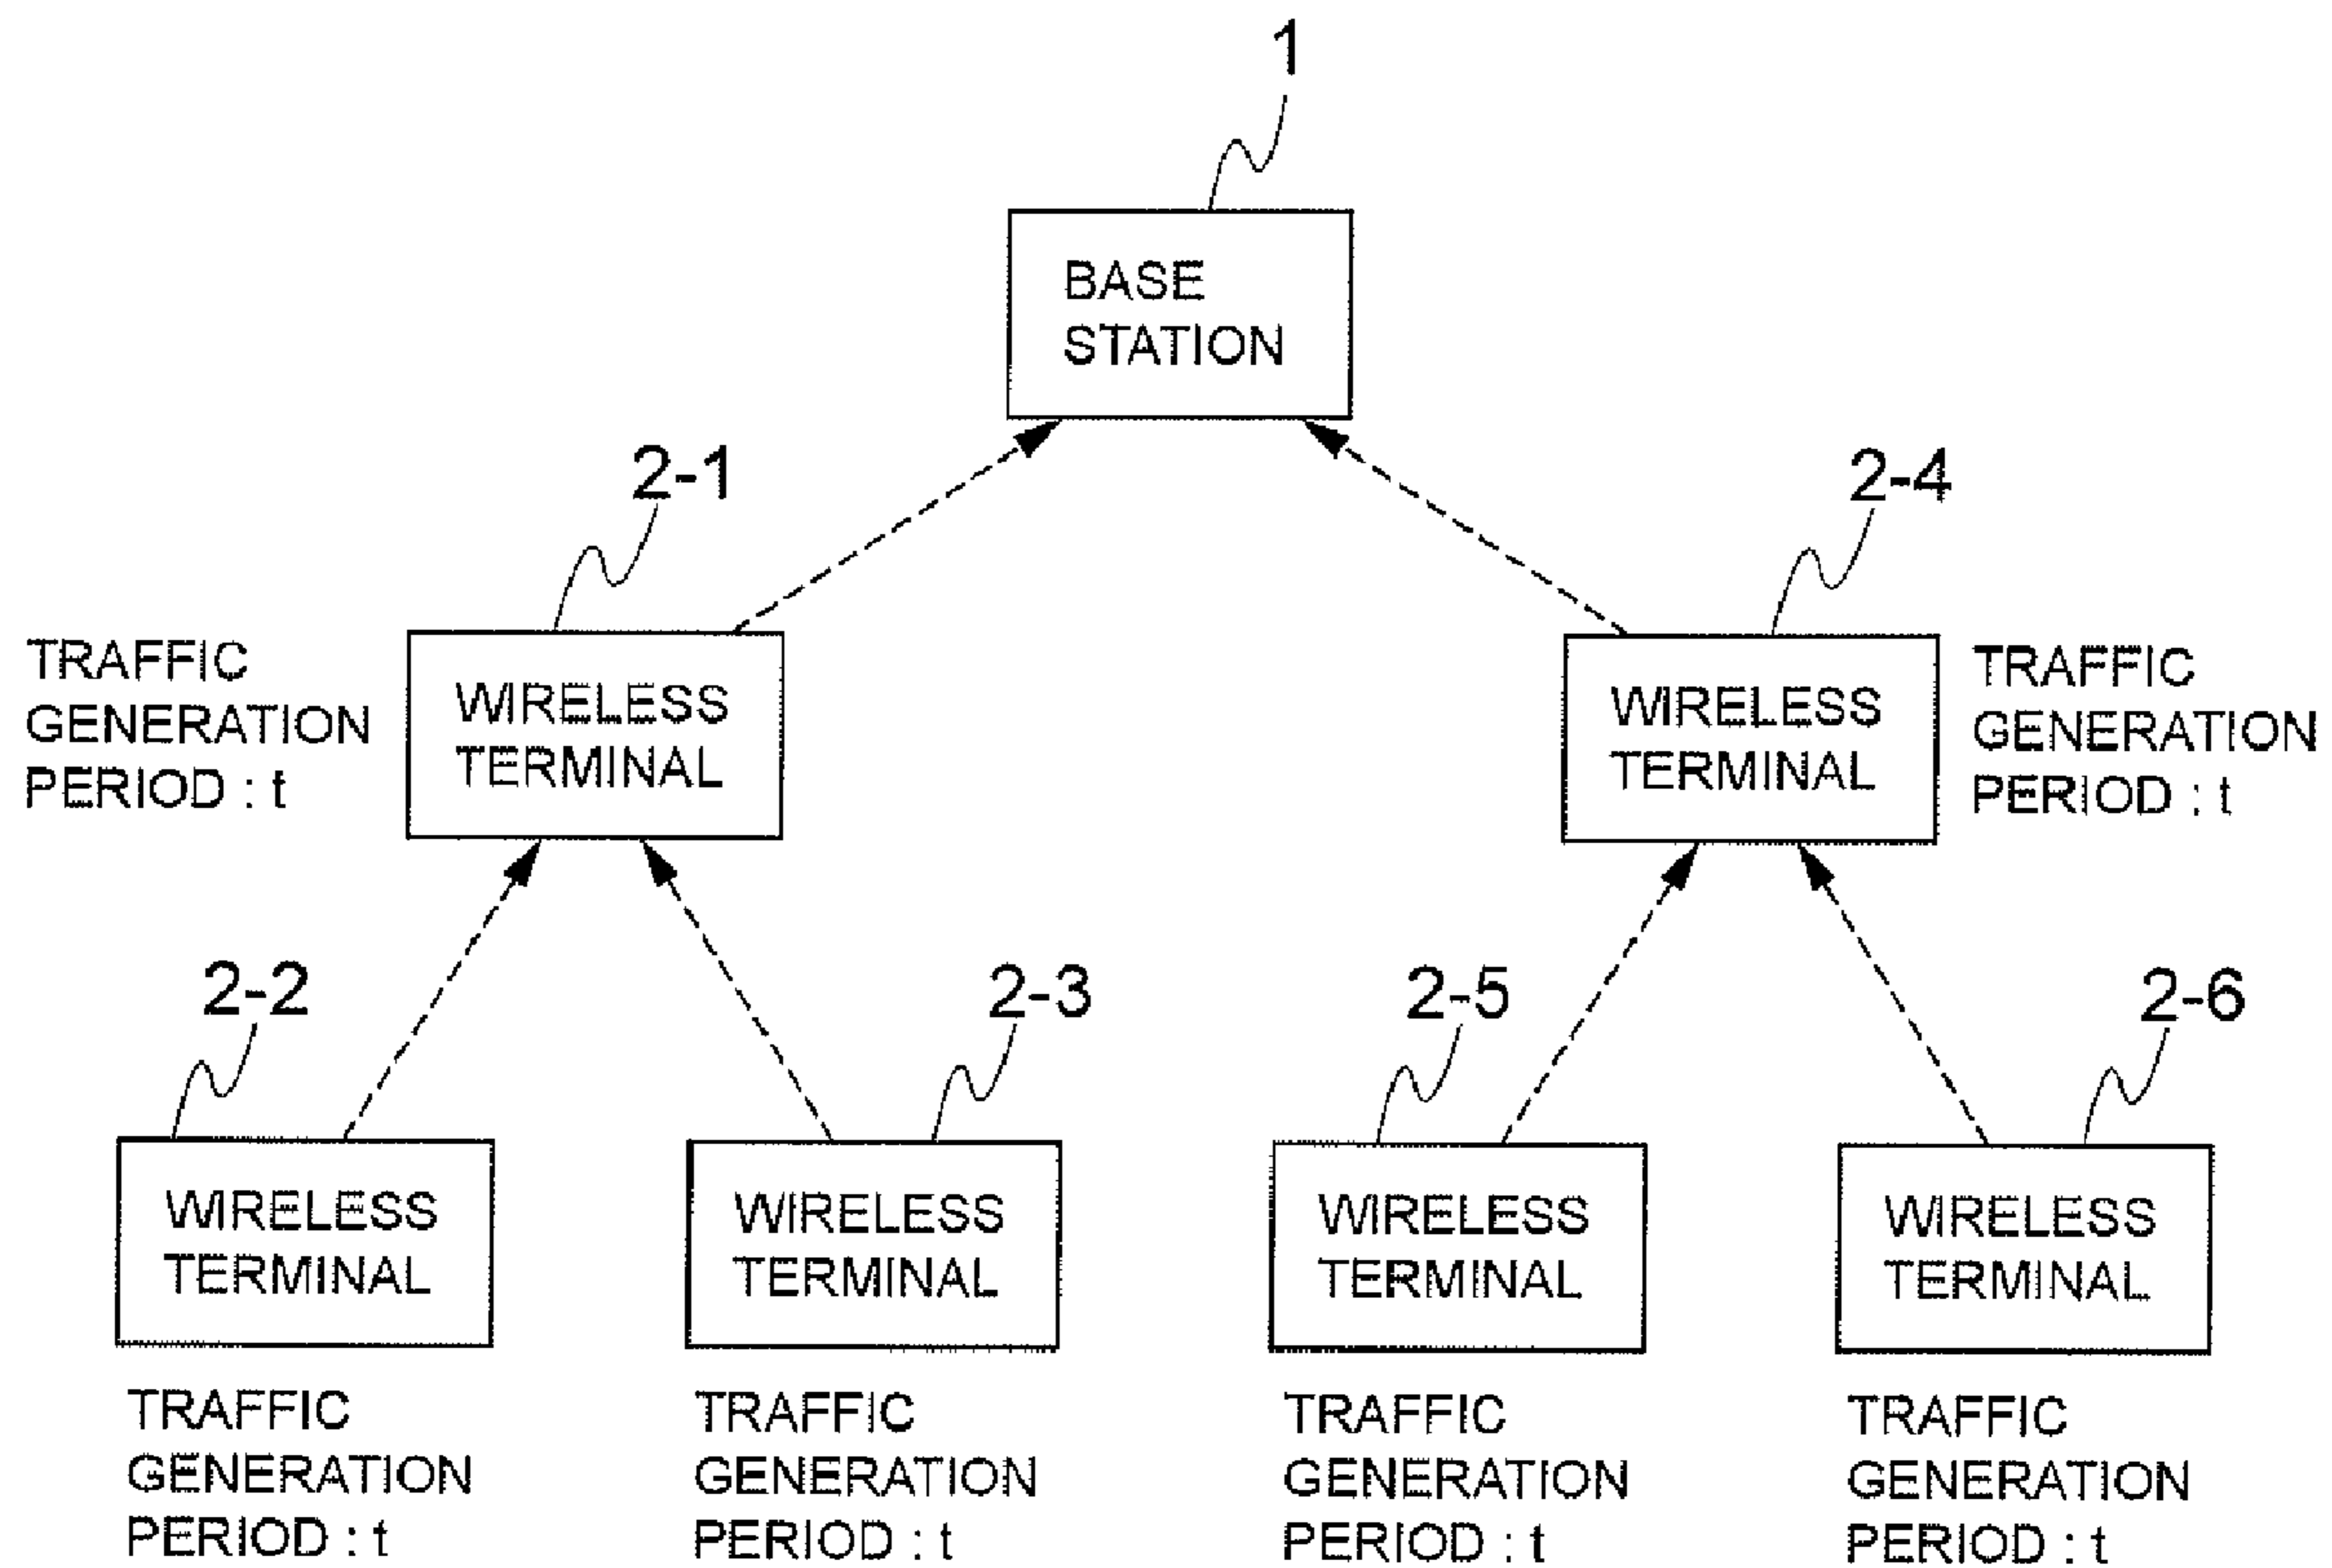 1
BASE
STATION
2-1
2-4
TRAFFIC
GENERATION
PERIOD : t
WIRELESS
TERMINAL
WIRELESS
TERMINAL
TRAFFIC
GENERATION
PERIOD : t
2-2
2-3
2-5
2-6
WIRELESS
TERMINAL
WIRELESS
TERMINAL
WIRELESS
TERMINAL
WIRELESS
TERMINAL
TRAFFIC
GENERATION
PERIOD : t
TRAFFIC
GENERATION
PERIOD : t
TRAFFIC
GENERATION
PERIOD : t
TRAFFIC
GENERATION
PERIOD : t